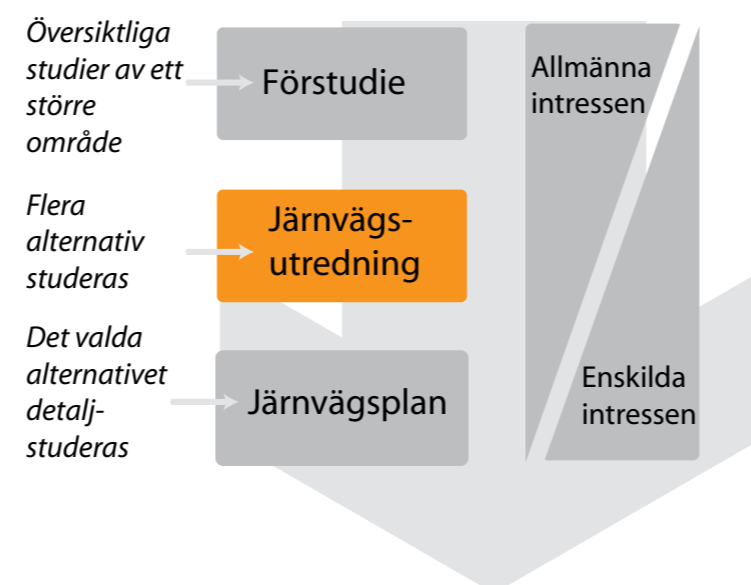 Översiktliga
studier av ett
större
område
Förstudie
Allmänna
intressen
Flera
alternativ
studeras
Järnvägs-
utredning
Det valda
alternativet
detalj-
studeras
Järnvägsplan
Enskilda
intressen